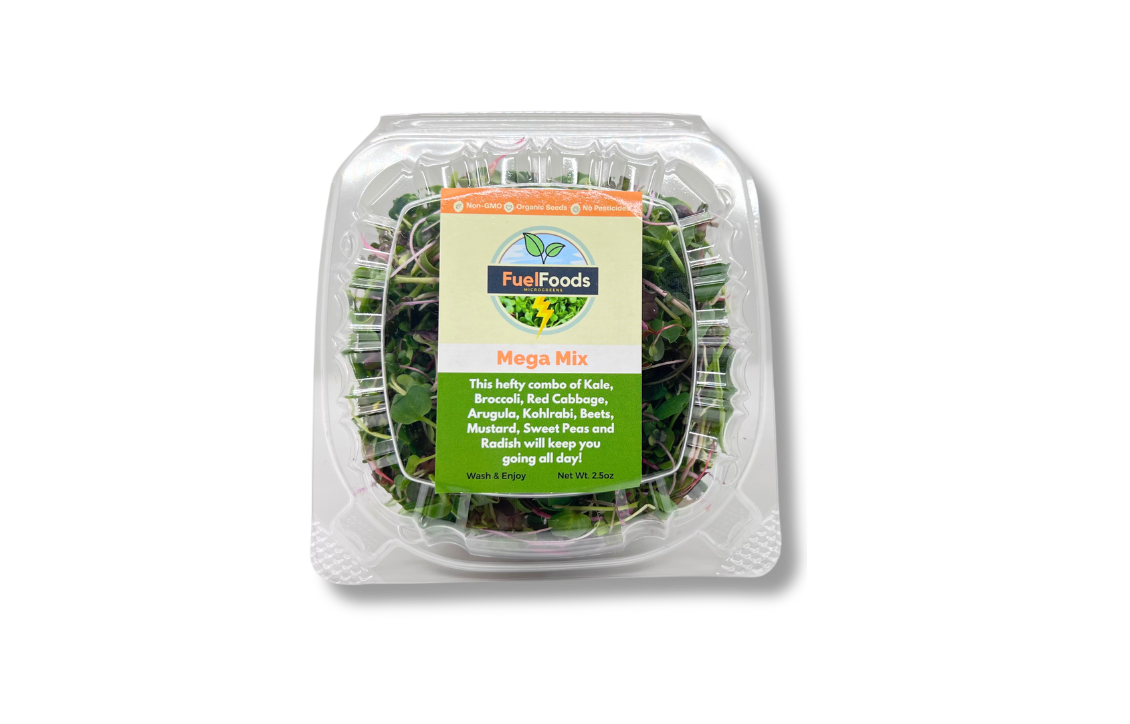 Non-GMO Organic Seeds No Pesticides
FuelFoods
MICROGREENS
Mega Mix
This hefty combo of Kale,
Broccoli, Red Cabbage,
Arugula, Kohlrabi, Beets,
Mustard, Sweet Peas and
Radish will keep you
going all day!
Wash & Enjoy Net Wt. 2.5oz